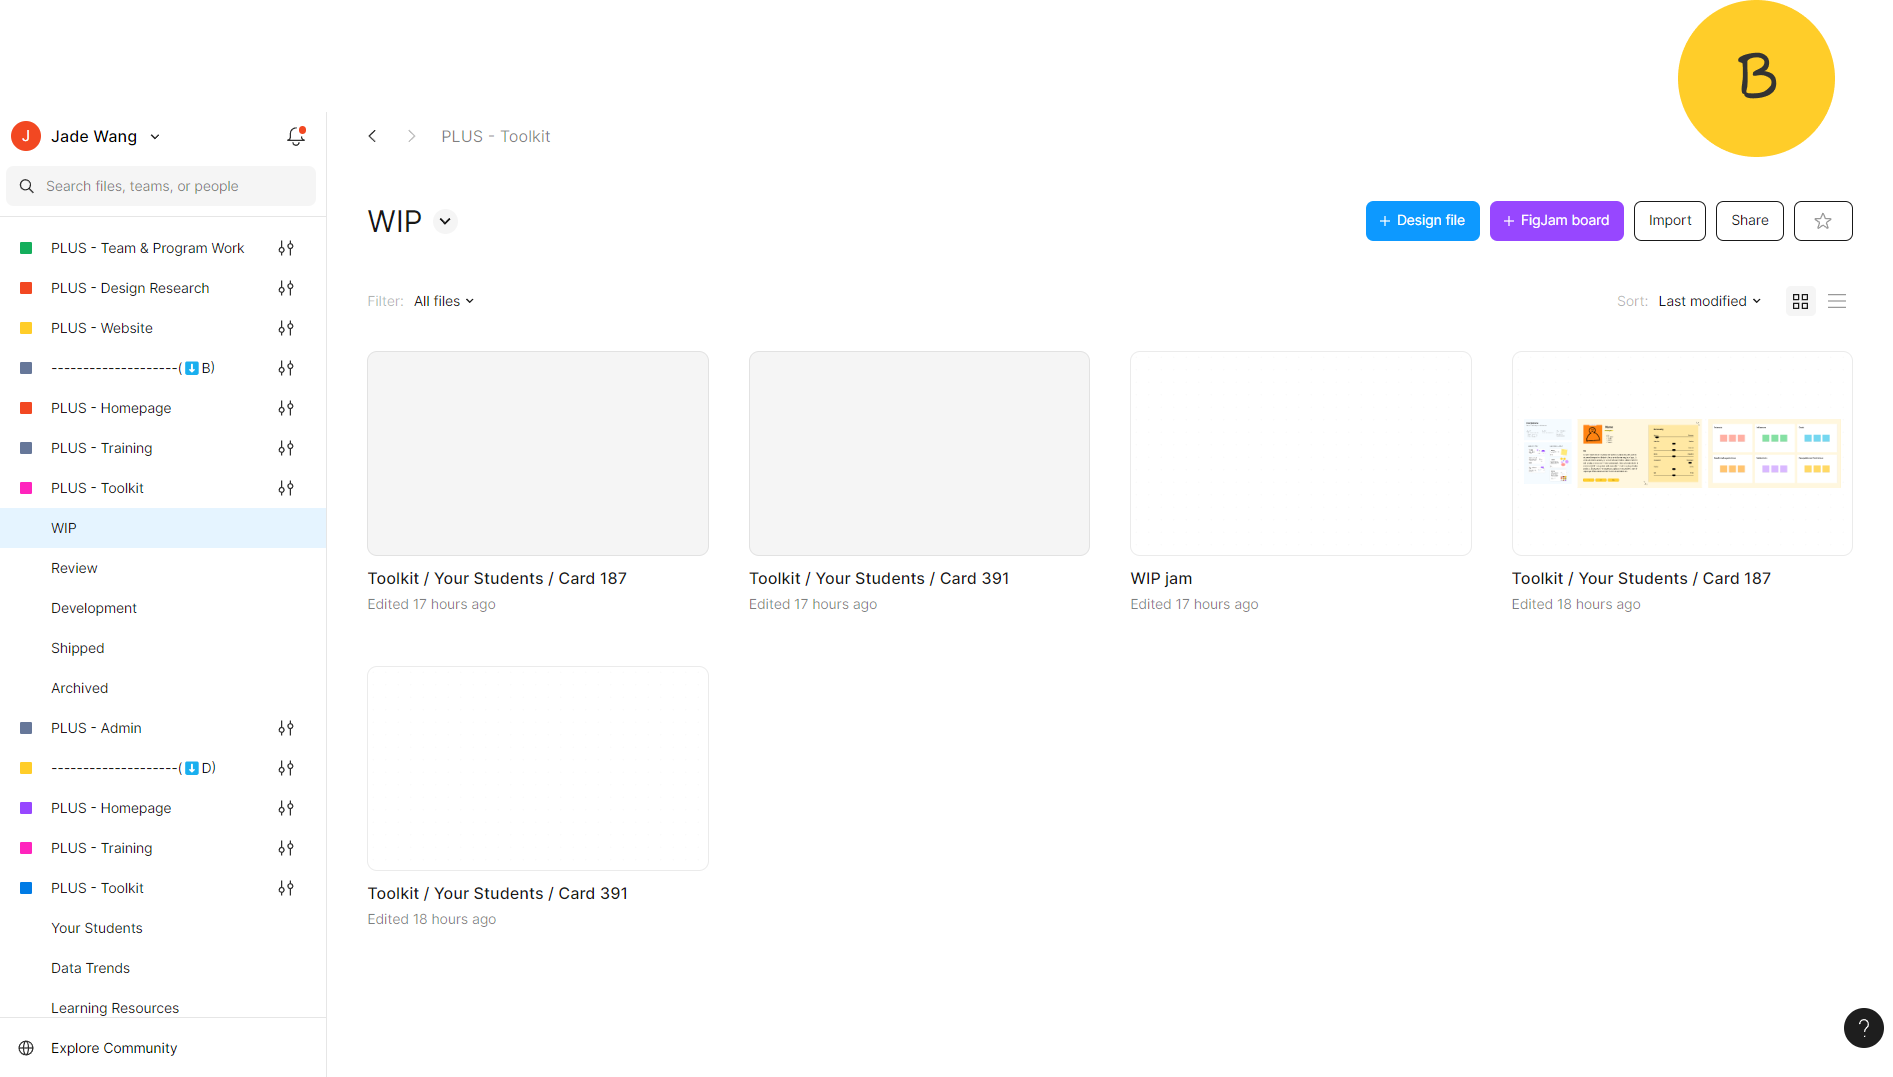 B
J Jade Wang
PLUS - Toolkit
Search files, teams, or people
WIP
+ Design file
+ FigJam board
Import
Share
PLUS - Team & Program Work
PLUS - Design Research
PLUS - Website
--------------------(⬇️B)
PLUS - Homepage
PLUS - Training
PLUS - Toolkit
WIP
Review
Development
Shipped
Archived
PLUS - Admin
--------------------(⬇️D)
PLUS - Homepage
PLUS - Training
PLUS - Toolkit
Your Students
Data Trends
Learning Resources
Explore Community
Filter: All files
Sort: Last modified
Toolkit / Your Students / Card 187
Edited 17 hours ago
Toolkit / Your Students / Card 391
Edited 17 hours ago
WIP jam
Edited 17 hours ago
Toolkit / Your Students / Card 187
Edited 18 hours ago
Toolkit / Your Students / Card 391
Edited 18 hours ago
?